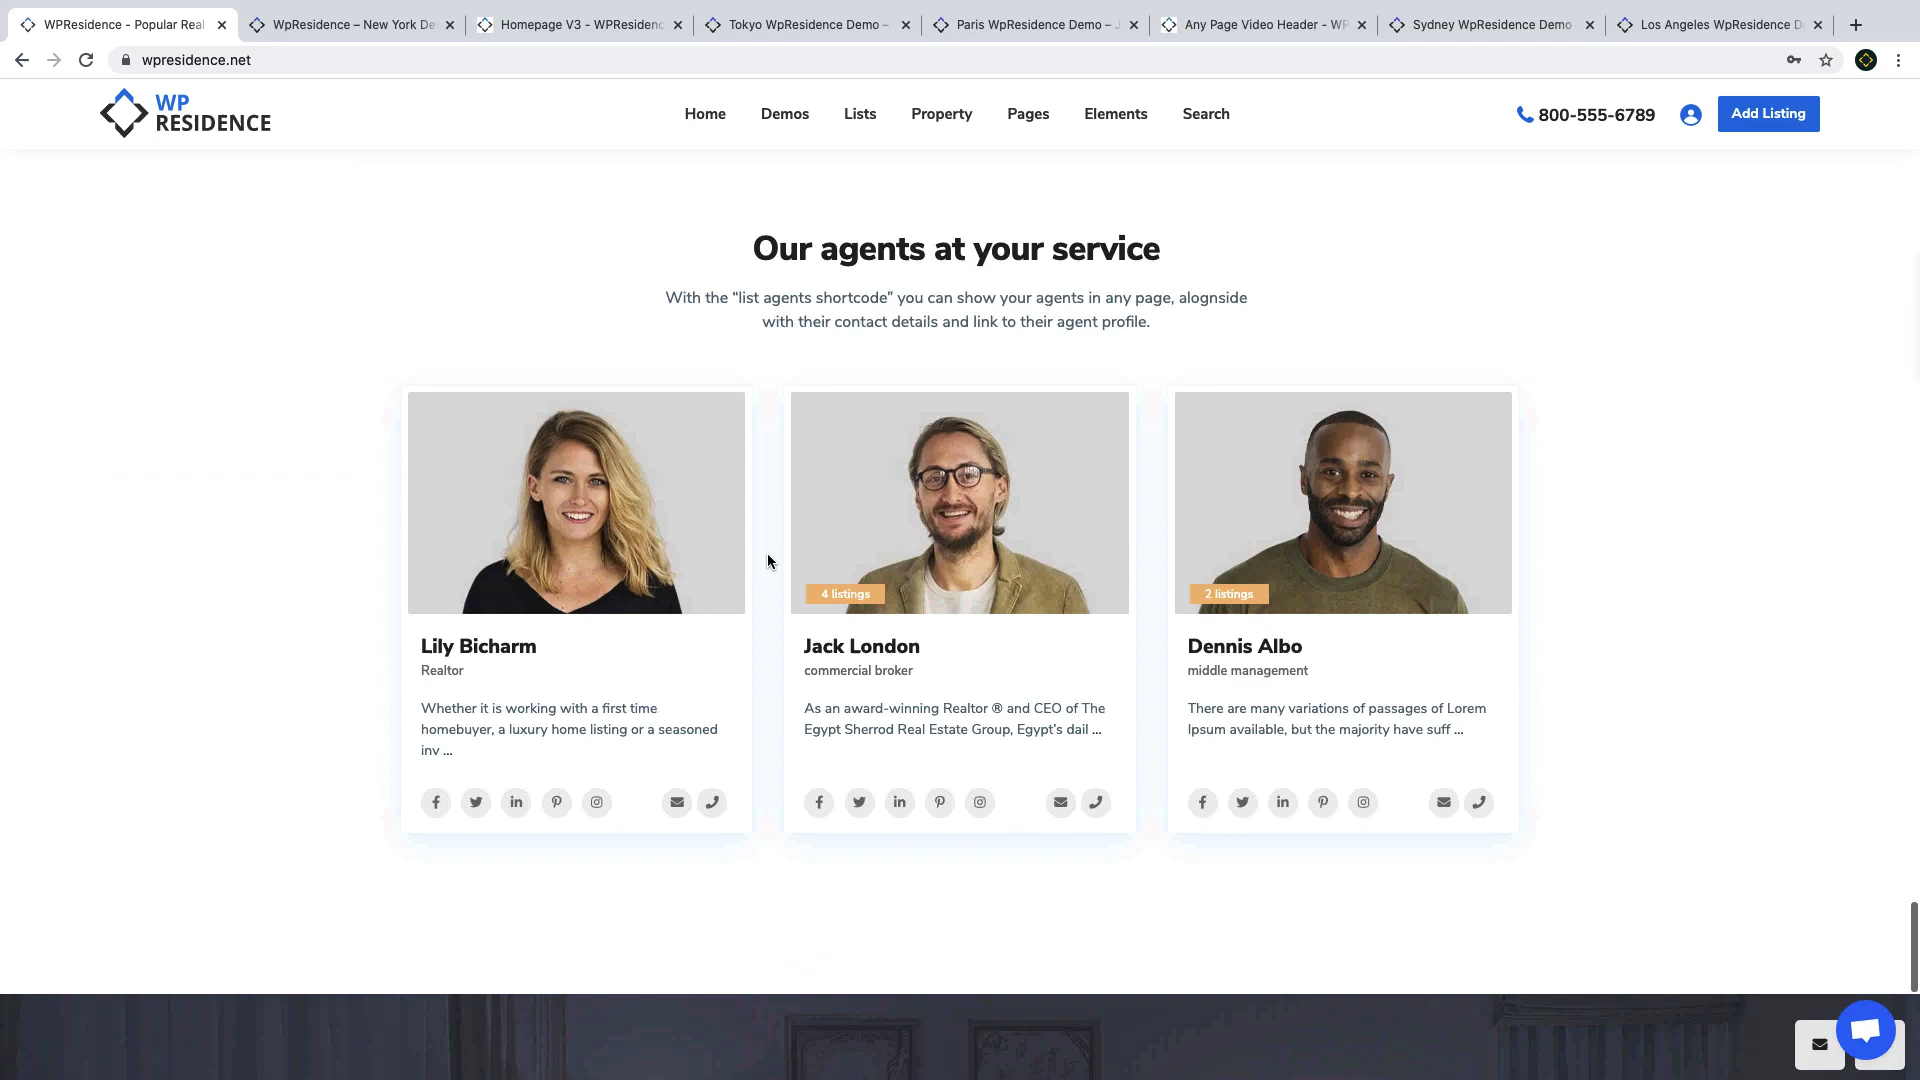 WPResidence - Popular Real
WpResidence – New York De
Homepage V3 - WPResidenc
Tokyo WpResidence Demo –
Paris WpResidence Demo – J
Any Page Video Header - WP
Sydney WpResidence Demo
Los Angeles WpResidence D
wpresidence.net
WP
RESIDENCE
Home
Demos
Lists
Property
Pages
Elements
Search
800-555-6789
Add Listing
Our agents at your service
With the “list agents shortcode” you can show your agents in any page, alognside
with their contact details and link to their agent profile.
Lily Bicharm
Realtor
Whether it is working with a first time
homebuyer, a luxury home listing or a seasoned
inv ...
4 listings
Jack London
commercial broker
As an award-winning Realtor ® and CEO of The
Egypt Sherrod Real Estate Group, Egypt’s dail ...
2 listings
Dennis Albo
middle management
There are many variations of passages of Lorem
Ipsum available, but the majority have suff ...